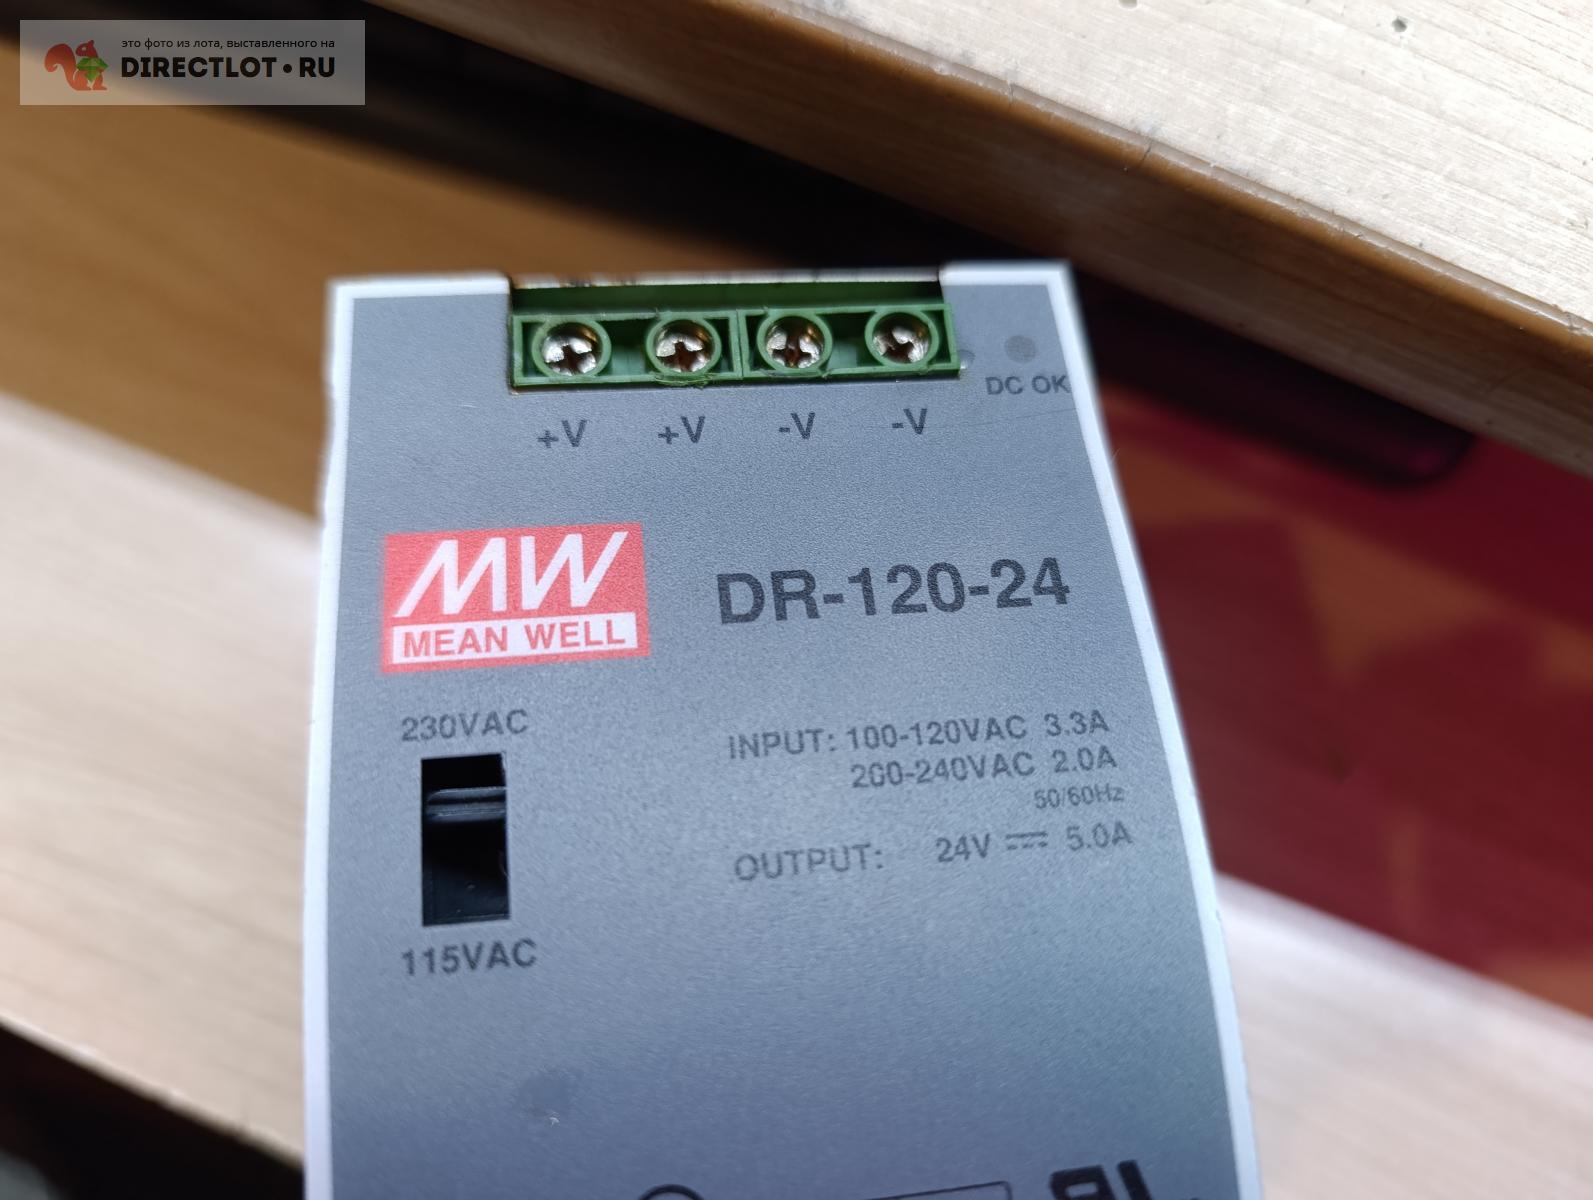 это фото из лота, выставленного на
DIRECTLOT•RU
DC OK
+V +V -V -V
MW
MEAN WELL
DR-120-24
230VAC
INPUT: 100-120VAC 3.3A
200-240VAC 2.0A
50/60Hz
OUTPUT: 24V 5.0A
115VAC